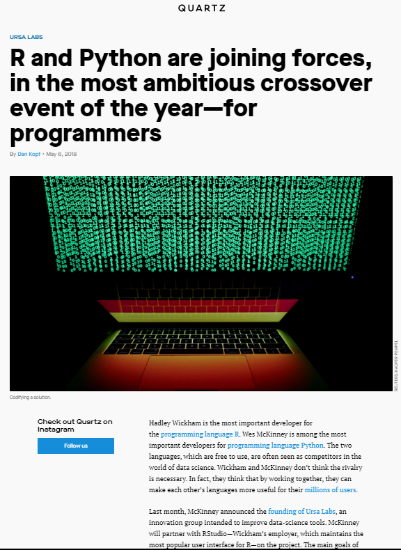 QUARTZ
URSA LABS
R and Python are joining forces,
in the most ambitious crossover
event of the year—for
programmers
By Dan Kopf • May 8, 2018
Codifying a solution.
Check out Quartz on
Instagram
Follow us
Hadley Wickham is the most important developer for
the programming language R. Wes McKinney is among the most
important developers for programming language Python. The two
languages, which are free to use, are often seen as competitors in the
world of data science. Wickham and McKinney don't think the rivalry
is necessary. In fact, they think that by working together, they can
make each other's languages more useful for their millions of users.
Last month, McKinney announced the founding of Ursa Labs, an
innovation group intended to improve data-science tools. McKinney
will partner with RStudio—Wickham's employer, which maintains the
most popular user interface for R—on the project. The main goals of